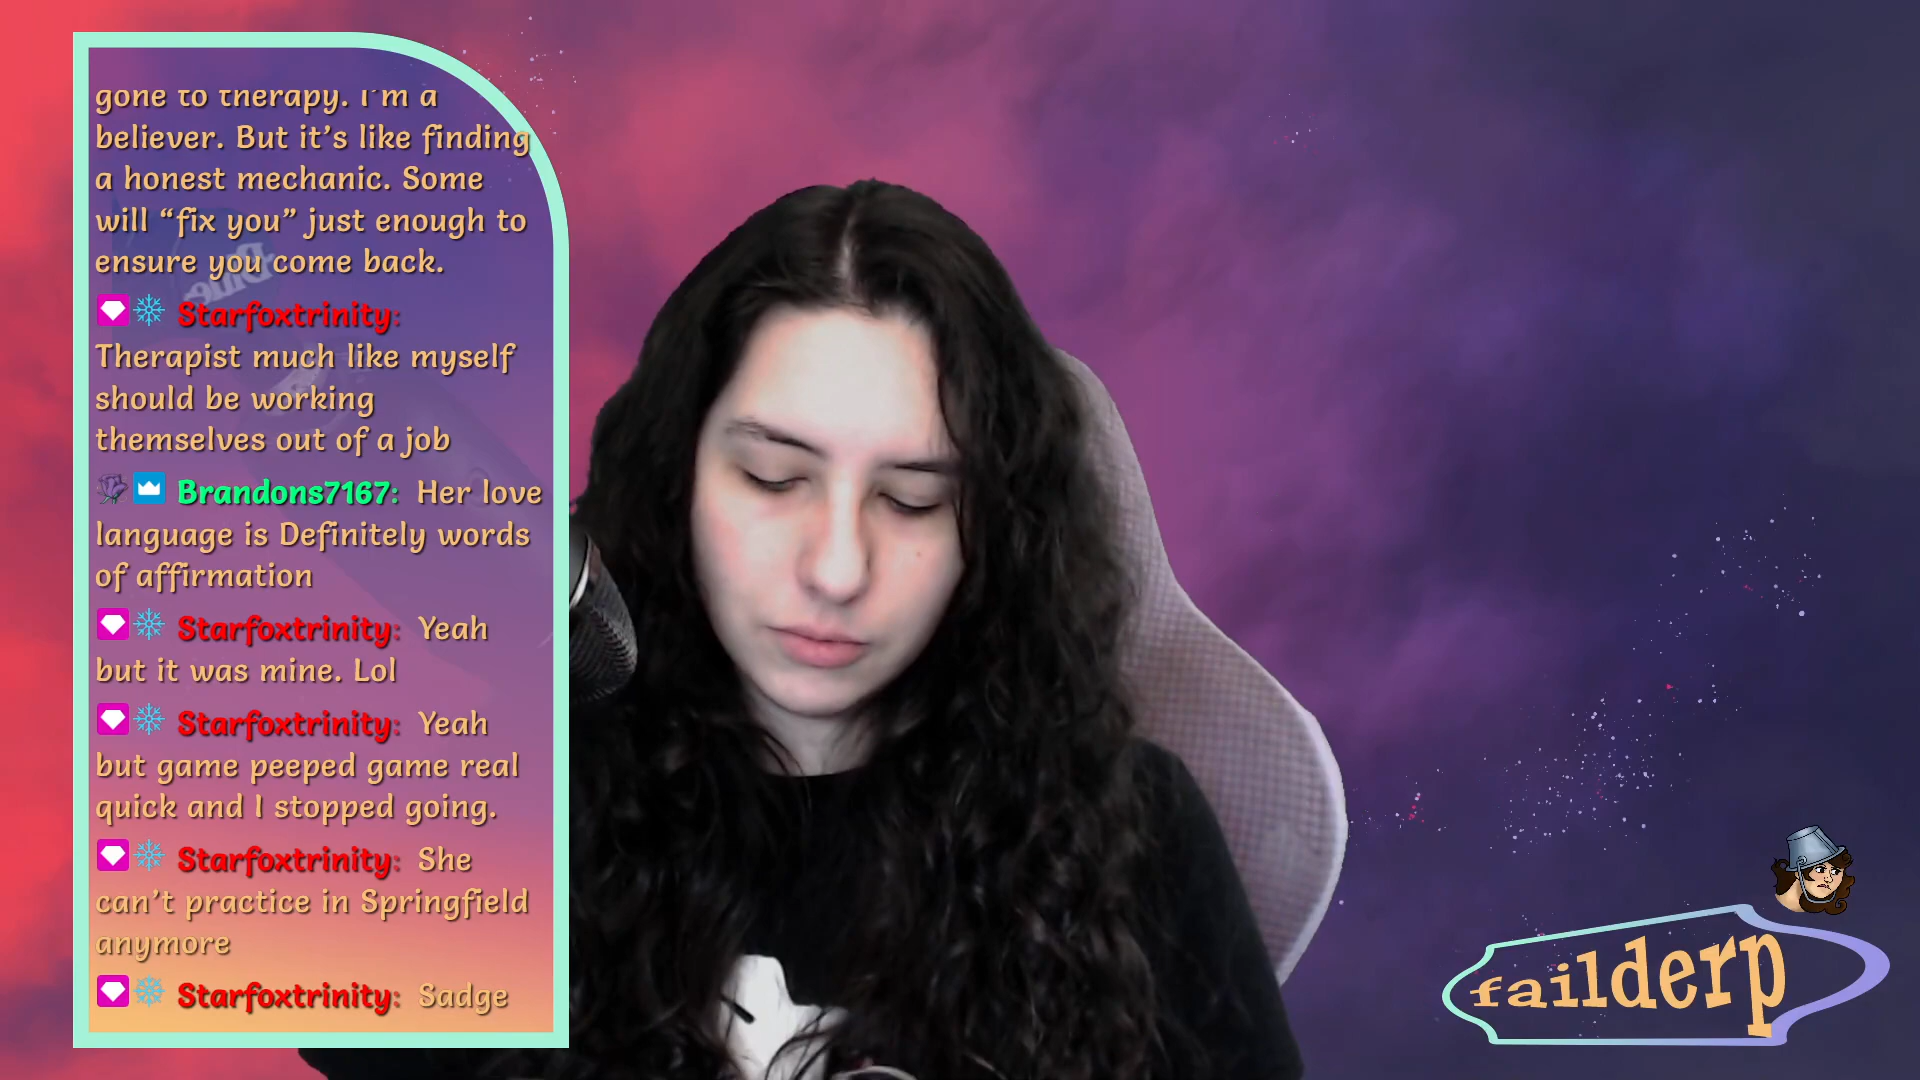 gone to therapy. I'm a
believer. But it’s like finding
a honest mechanic. Some
will “fix you” just enough to
ensure you come back.
Starfoxtrinity:
Therapist much like myself
should be working
themselves out of a job
Brandons7167: Her love
language is Definitely words
of affirmation
Starfoxtrinity: Yeah
but it was mine. Lol
Starfoxtrinity: Yeah
but game peeped game real
quick and I stopped going.
Starfoxtrinity: She
can’t practice in Springfield
anymore
Starfoxtrinity: Sadge
failderp